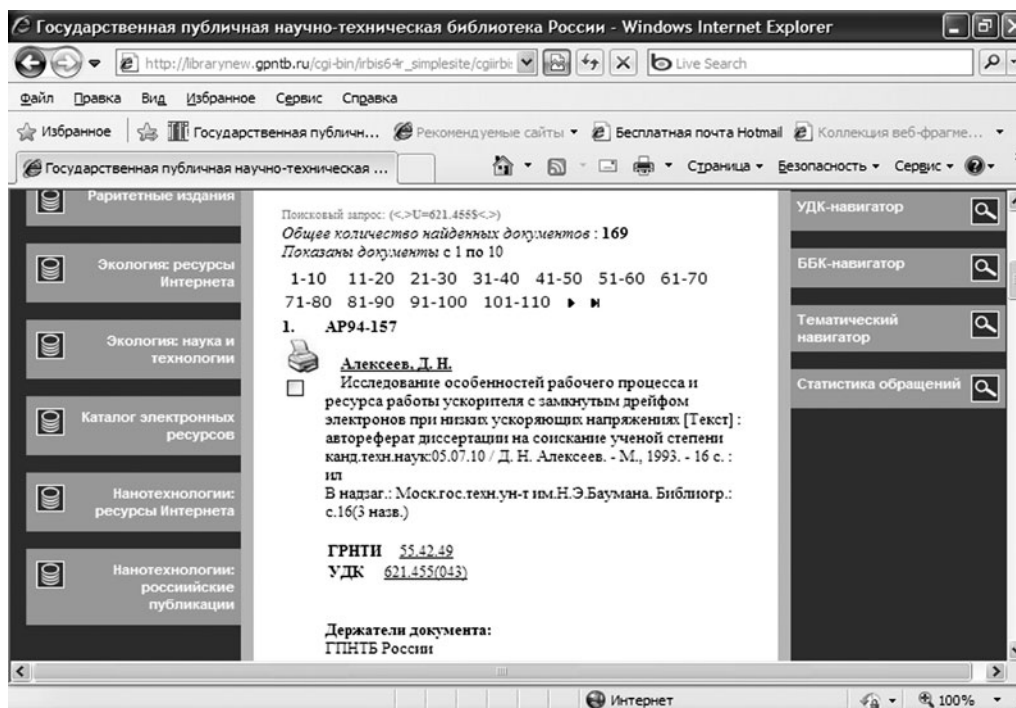 Государственная публичная научно-техническая библиотека России - Windows Internet Explorer
http://librarynew.gpntb.ru/cgi-bin/irbis64r_simplesite/cgiirbi
Live Search
Файл Правка Вид Избранное Сервис Справка
Избранное Государственная публичн... Рекомендуемые сайты Бесплатная почта Hotmail Коллекция веб-фрагме...
Государственная публичная научно-техническая ... Страница Безопасность Сервис
Раритетные издания
Экология: ресурсы
Интернета
Экология: наука и
технологии
Каталог электронных
ресурсов
Нанотехнологии:
ресурсы Интернета
Нанотехнологии:
россиийские
публикации
Поисковый запрос: (<.>U=621.455$<.>)
Общее количество найденных документов : 169
Показаны документы с 1 по 10
1-10 11-20 21-30 31-40 41-50 51-60 61-70
71-80 81-90 91-100 101-110
1. АР94-157
Алексеев, Д. Н.
Исследование особенностей рабочего процесса и
ресурса работы ускорителя с замкнутым дрейфом
электронов при низких ускоряющих напряжениях [Текст] :
автореферат диссертации на соискание ученой степени
канд.техн.наук:05.07.10 / Д. Н. Алексеев. - М., 1993. - 16 с. :
ил
В надзаг.: Моск.гос.техн.ун-т им.Н.Э.Баумана. Библиогр.:
с.16(3 назв.)
ГРНТИ 55.42.49
УДК 621.455(043)
Держатели документа:
ГПНТБ России
УДК-навигатор
ББК-навигатор
Тематический
навигатор
Статистика обращений
Интернет 100%